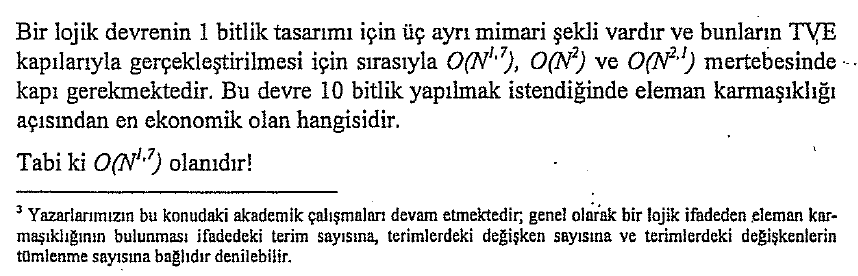 Bir lojik devrenin 1 bitlik tasarımı için üç ayrı mimari şekli vardır ve bunların TVE
kapılarıyla gerçekleştirilmesi için sırasıyla O(N^1,7), O(N^2) ve O(N^2,1) mertebesinde
kapı gerekmektedir. Bu devre 10 bitlik yapılmak istendiğinde eleman karmaşıklığı
açısından en ekonomik olan hangisidir.
Tabi ki O(N^1,7) olanıdır!
³ Yazarlarımızın bu konudaki akademik çalışmaları devam etmektedir; genel olarak bir lojik ifadeden eleman kar-
maşıklığının bulunması ifadedeki terim sayısına, terimlerdeki değişken sayısına ve terimlerdeki değişkenlerin
tümlenme sayısına bağlıdır denilebilir.